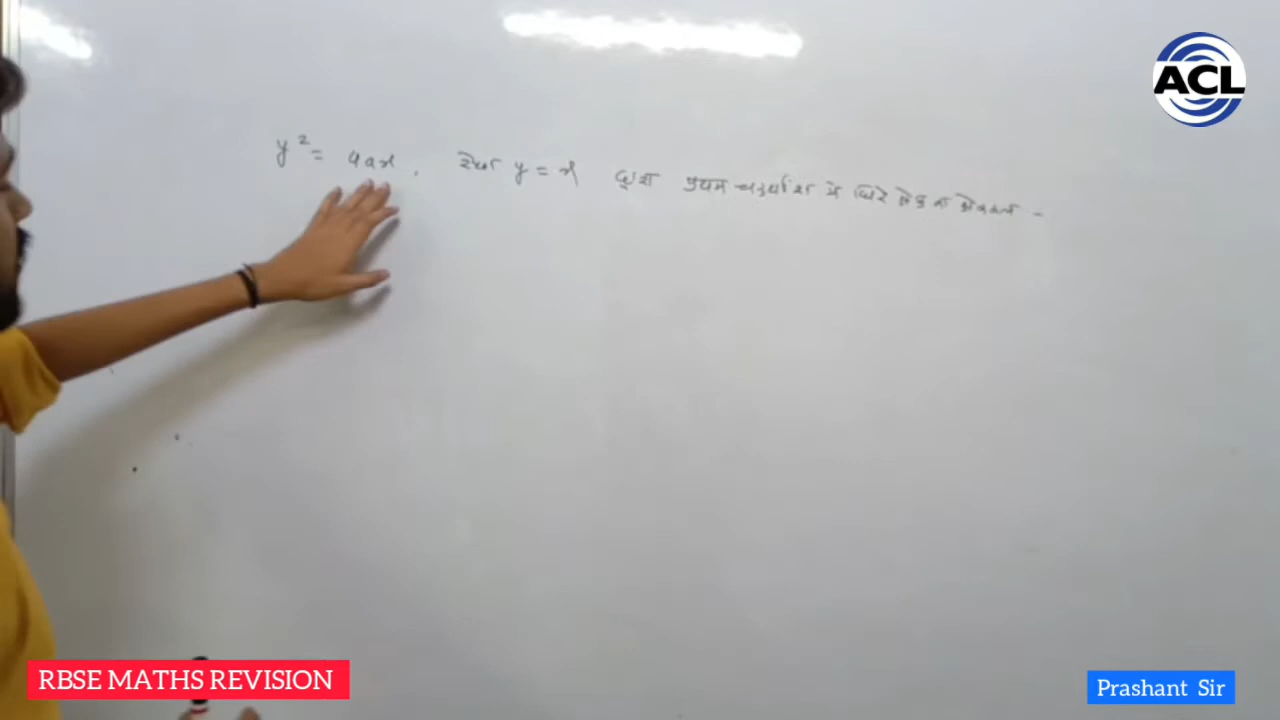 ACL
y² = 4ax, रेखा y = x द्वारा प्रथम चतुर्थांश में घिरे क्षेत्र का क्षेत्रफल -
RBSE MATHS REVISION
Prashant Sir